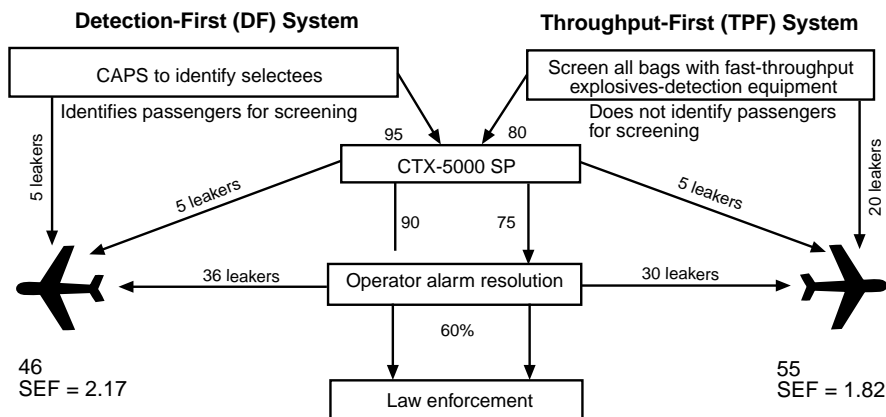 Detection-First (DF) System
Throughput-First (TPF) System
CAPS to identify selectees
Screen all bags with fast-throughput
explosives-detection equipment
Identifies passengers for screening
Does not identify passengers
for screening
95
80
5 leakers
CTX-5000 SP
20 leakers
5 leakers
5 leakers
90
75
36 leakers
Operator alarm resolution
30 leakers
60%
46
SEF = 2.17
55
SEF = 1.82
Law enforcement